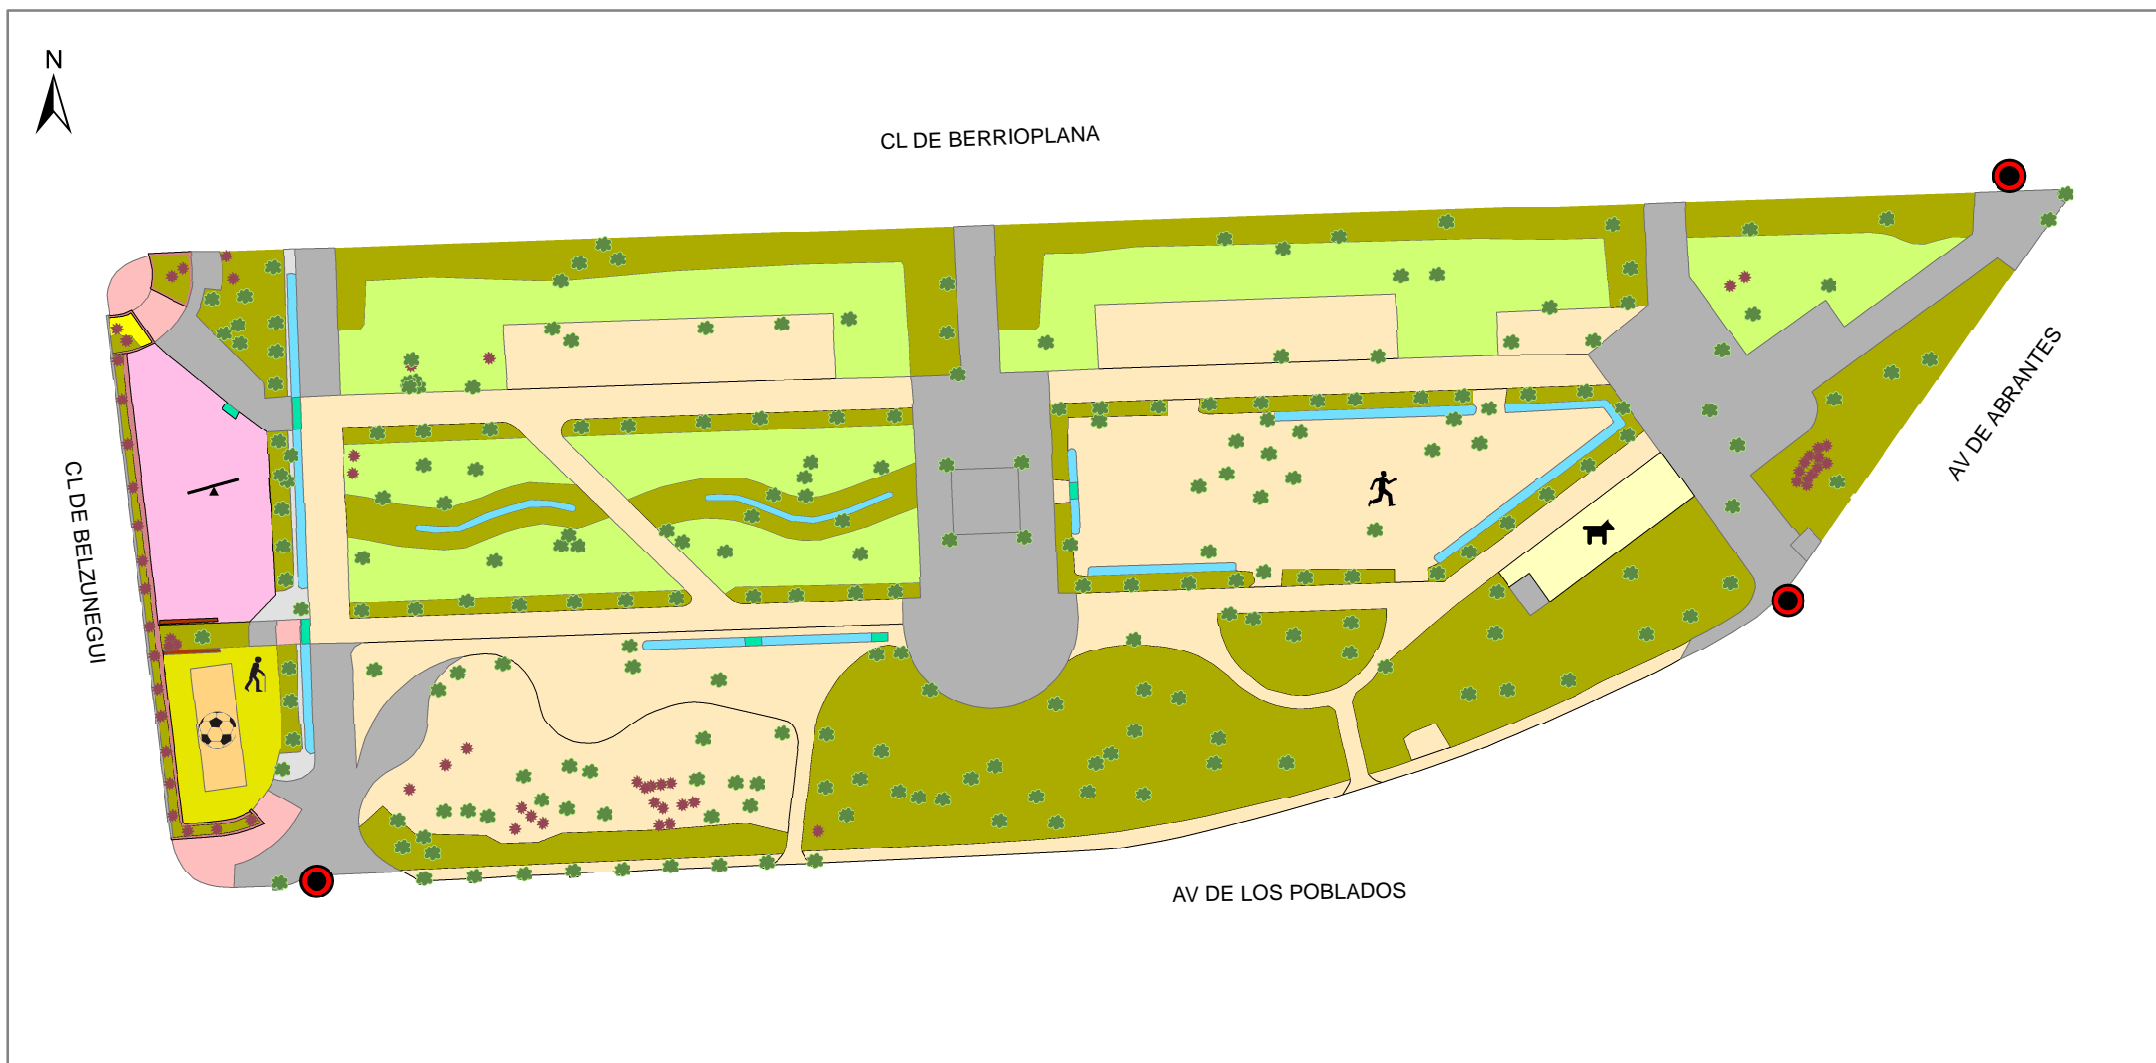 N
CL DE BERRIOPLANA
AV DE ABRANTES
CL DE BELZUNEGUI
AV DE LOS POBLADOS